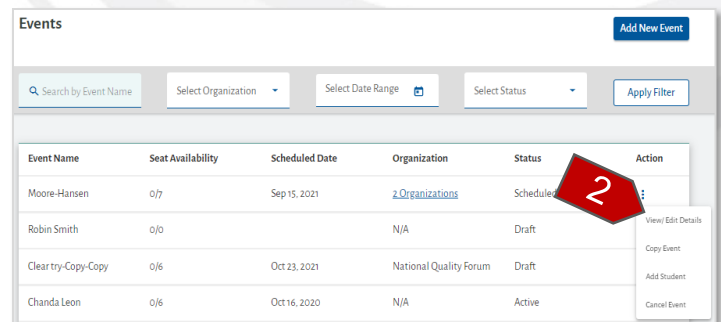 Events
Add New Event
Search by Event Name
Select Organization
Select Date Range
Select Status
Apply Filter
Event Name Seat Availability Scheduled Date Organization Status Action
Moore-Hansen 0/7 Sep 15, 2021 2 Organizations Scheduled
2
Robin Smith 0/0 N/A Draft
Clear try-Copy-Copy 0/6 Oct 23, 2021 National Quality Forum Draft
Chanda Leon 0/6 Oct 16, 2020 N/A Active
View/ Edit Details
Copy Event
Add Student
Cancel Event